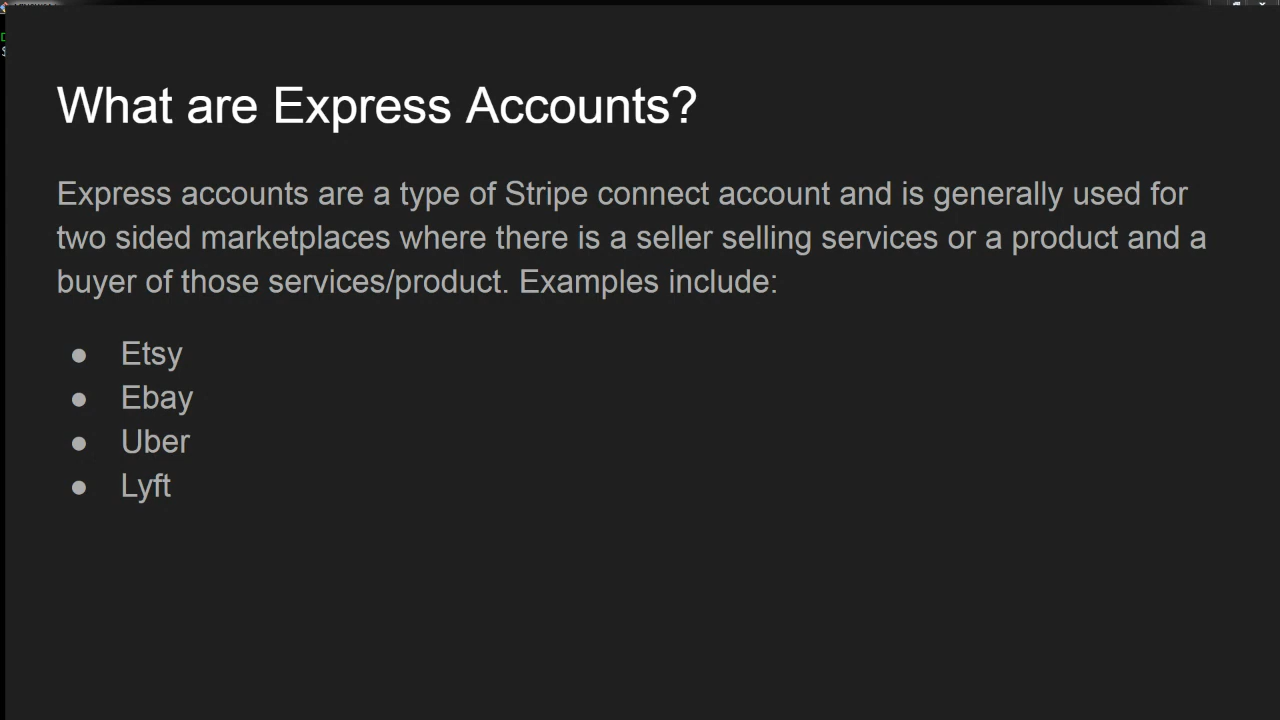 What are Express Accounts?
Express accounts are a type of Stripe connect account and is generally used for
two sided marketplaces where there is a seller selling services or a product and a
buyer of those services/product. Examples include:
● Etsy
● Ebay
● Uber
● Lyft